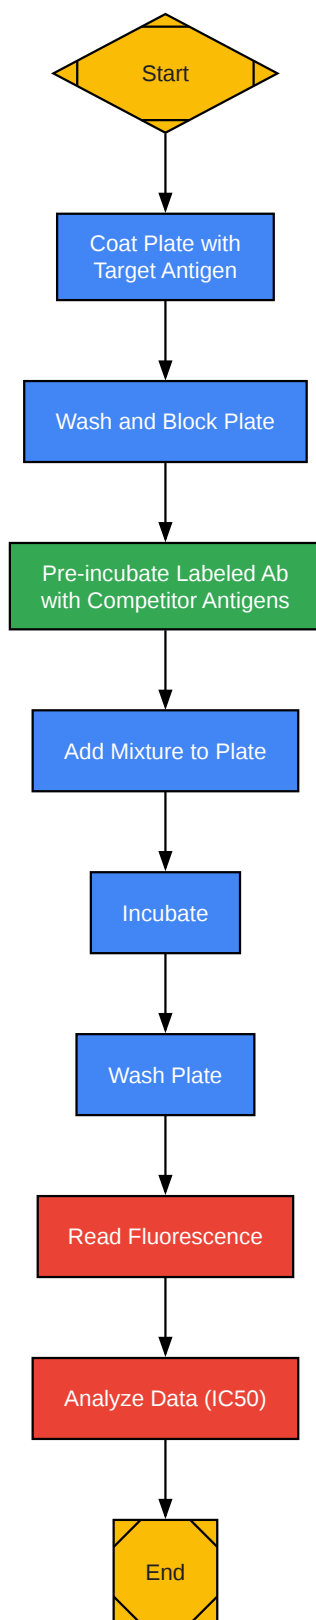 Start
Coat Plate with
Target Antigen
Wash and Block Plate
Pre-incubate Labeled Ab
with Competitor Antigens
Add Mixture to Plate
Incubate
Wash Plate
Read Fluorescence
Analyze Data (IC50)
End